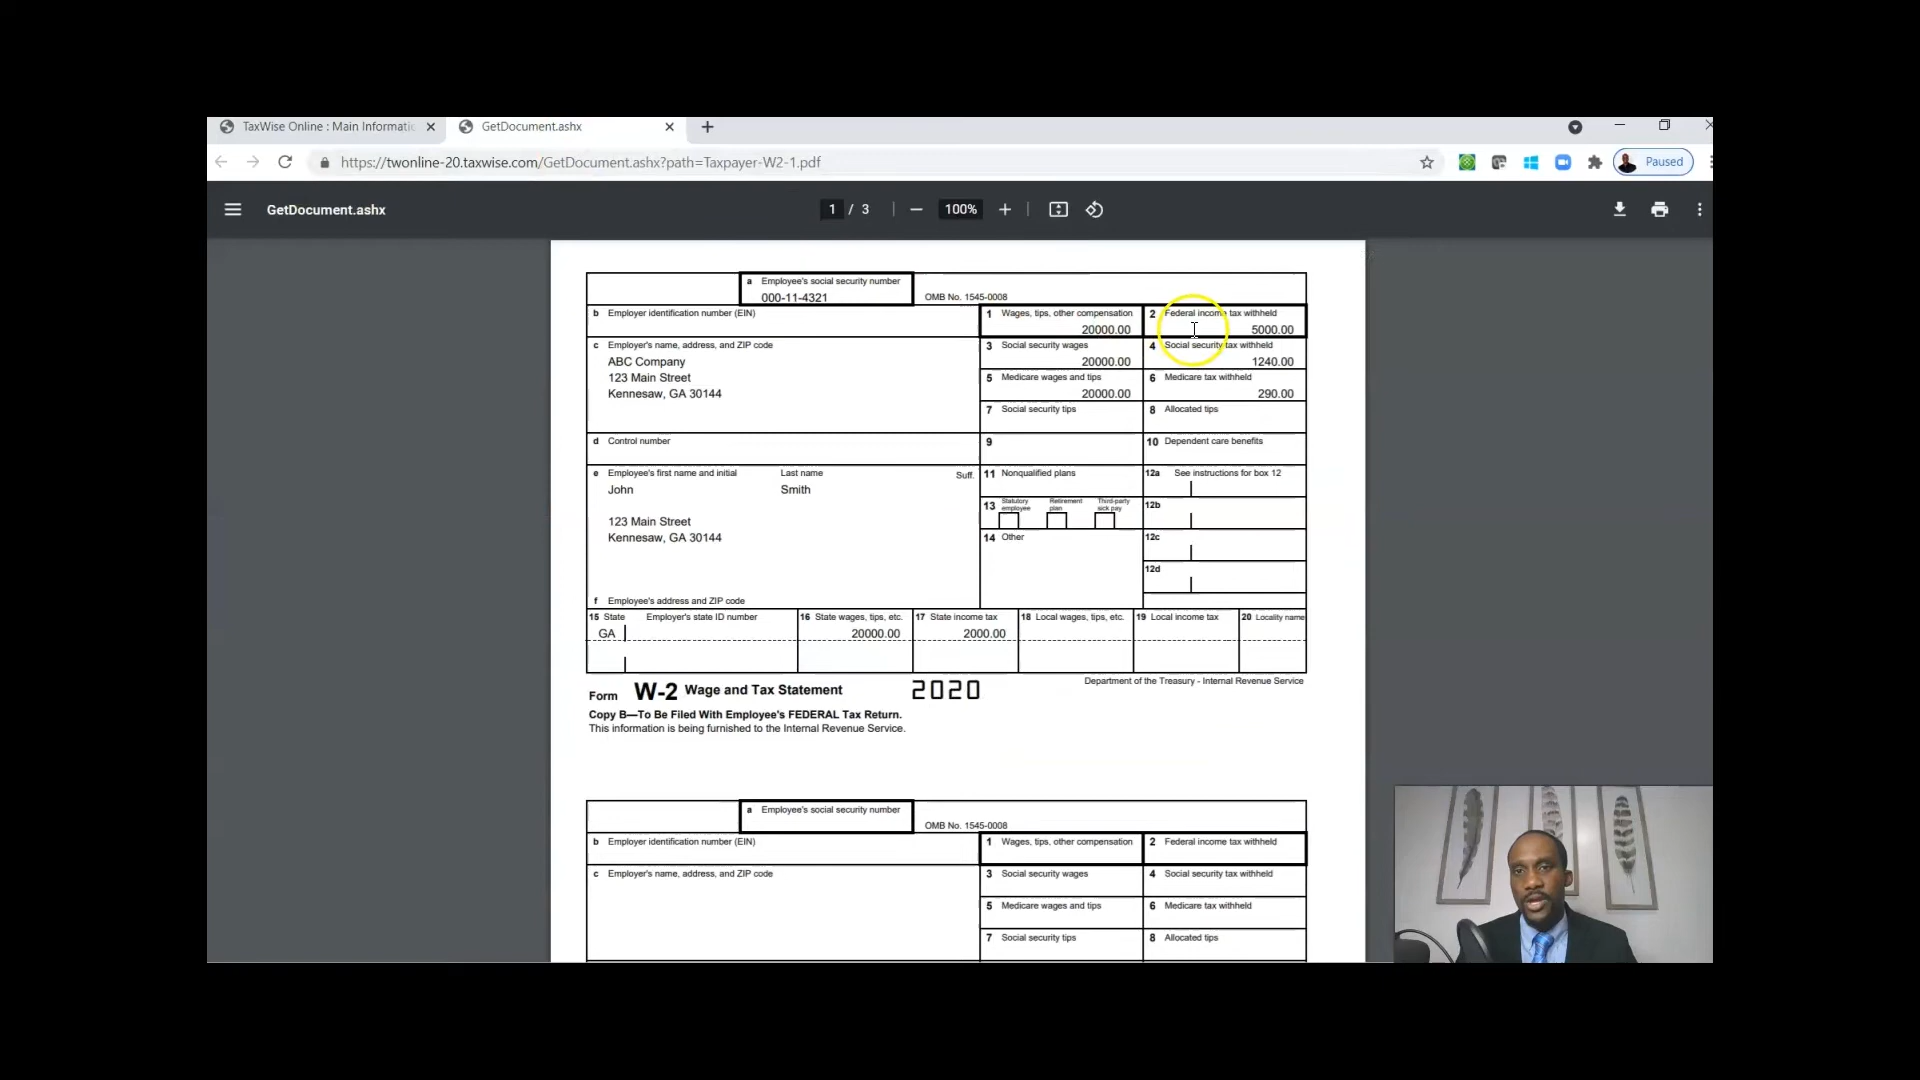 TaxWise Online : Main Informatio
GetDocument.ashx
https://twonline-20.taxwise.com/GetDocument.ashx?path=Taxpayer-W2-1.pdf
Paused
GetDocument.ashx
1 / 3
100%
a Employee's social security number
000-11-4321
OMB No. 1545-0008
b Employer identification number (EIN)
1 Wages, tips, other compensation
20000.00
2 Federal income tax withheld
5000.00
c Employer's name, address, and ZIP code
ABC Company
123 Main Street
Kennesaw, GA 30144
3 Social security wages
20000.00
4 Social security tax withheld
1240.00
5 Medicare wages and tips
20000.00
6 Medicare tax withheld
290.00
7 Social security tips
8 Allocated tips
d Control number
9
10 Dependent care benefits
e Employee's first name and initial Last name Suff.
John Smith
123 Main Street
Kennesaw, GA 30144
f Employee's address and ZIP code
11 Nonqualified plans
12a See instructions for box 12
13 Statutory employee Retirement plan Third-party sick pay
12b
14 Other
12c
12d
15 State Employer's state ID number
GA
16 State wages, tips, etc.
20000.00
17 State income tax
2000.00
18 Local wages, tips, etc.
19 Local income tax
20 Locality name
Form W-2 Wage and Tax Statement 2020
Department of the Treasury - Internal Revenue Service
Copy B—To Be Filed With Employee's FEDERAL Tax Return.
This information is being furnished to the Internal Revenue Service.
a Employee's social security number
OMB No. 1545-0008
b Employer identification number (EIN)
1 Wages, tips, other compensation
2 Federal income tax withheld
c Employer's name, address, and ZIP code
3 Social security wages
4 Social security tax withheld
5 Medicare wages and tips
6 Medicare tax withheld
7 Social security tips
8 Allocated tips